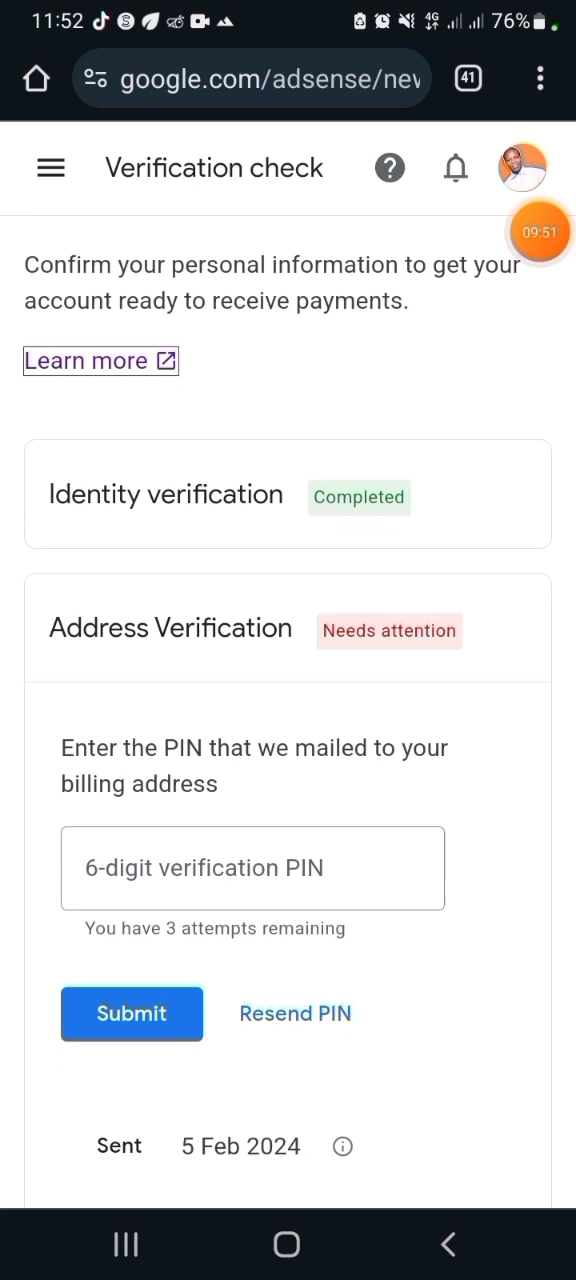 11:52
4G
76%
google.com/adsense/nev
41
Verification check
09:51
Confirm your personal information to get your
account ready to receive payments.
Learn more
Identity verification
Completed
Address Verification
Needs attention
Enter the PIN that we mailed to your
billing address
6-digit verification PIN
You have 3 attempts remaining
Submit
Resend PIN
Sent
5 Feb 2024